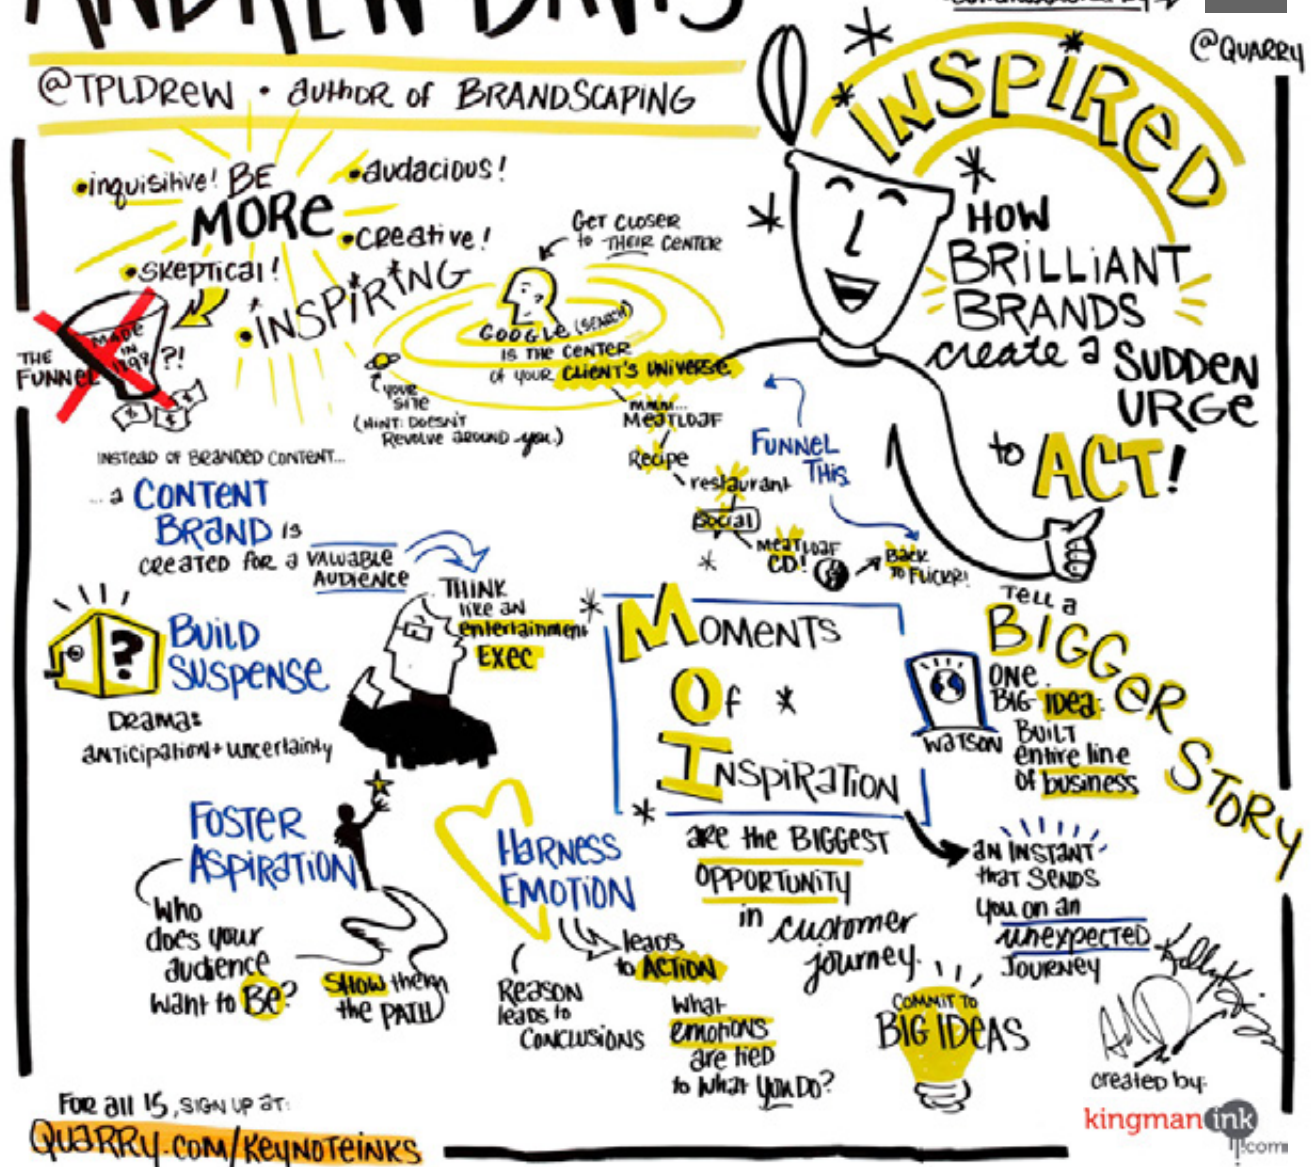 ANDREW DAVIS
@QUARRY
@TPLDREW • AUTHOR OF BRANDSCAPING
INSPIRED
HOW
BRILLIANT
BRANDS
create a
SUDDEN
URGE
to ACT!
BE
MORE
•inquisitive!
•audacious!
•creative!
•skeptical!
•INSPIRING
THE
FUNNEL
MADE
IN
1898
?!
GET CLOSER
to THEIR CENTER
GOOGLE (SEARCH)
IS THE CENTER
OF YOUR CLIENT'S UNIVERSE
YOUR
SITE
(HINT: DOESN'T
REVOLVE AROUND you.)
MMM...
MEATLOAF
Recipe
restaurant
Social
MEATLOAF
CD!
BACK
TO FLICKR!
FUNNEL
THIS
INSTEAD OF BRANDED CONTENT...
...a CONTENT
BRAND IS
CREATED FOR a VALUABLE
AUDIENCE
THINK
like an
entertainment
EXEC
?
BUILD
SUSPENSE
DRAMA:
anticipation + uncertainty
MOMENTS
OF
INSPIRATION
are the BIGGEST
OPPORTUNITY
in customer
journey.
TELL a
BIGGER STORY
WATSON
ONE
BIG IDEA:
BUILT
entire line
of business
AN INSTANT
that SENDS
you on an
unexpected
JOURNEY
FOSTER
ASPIRATION
WHO
does your
audience
want to BE?
SHOW them
the PATH
HARNESS
EMOTION
leads
to ACTION
REASON
leads to
CONCLUSIONS
What
emotions
are tied
to what YOU DO?
COMMIT TO
BIG IDEAS
created by:
kingman ink
.com
FOR all 15, SIGN UP AT:
QUARRY.COM/KEYNOTEINKS